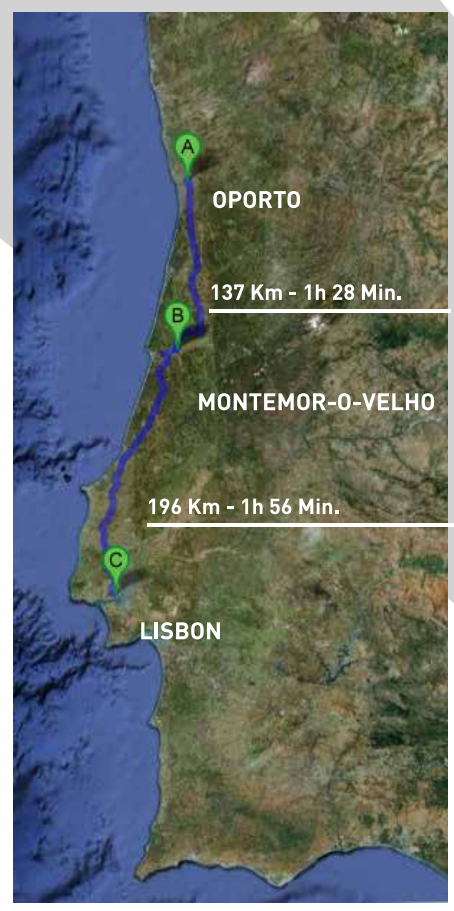 A
OPORTO
137 Km - 1h 28 Min.
B
MONTEMOR-O-VELHO
196 Km - 1h 56 Min.
C
LISBON